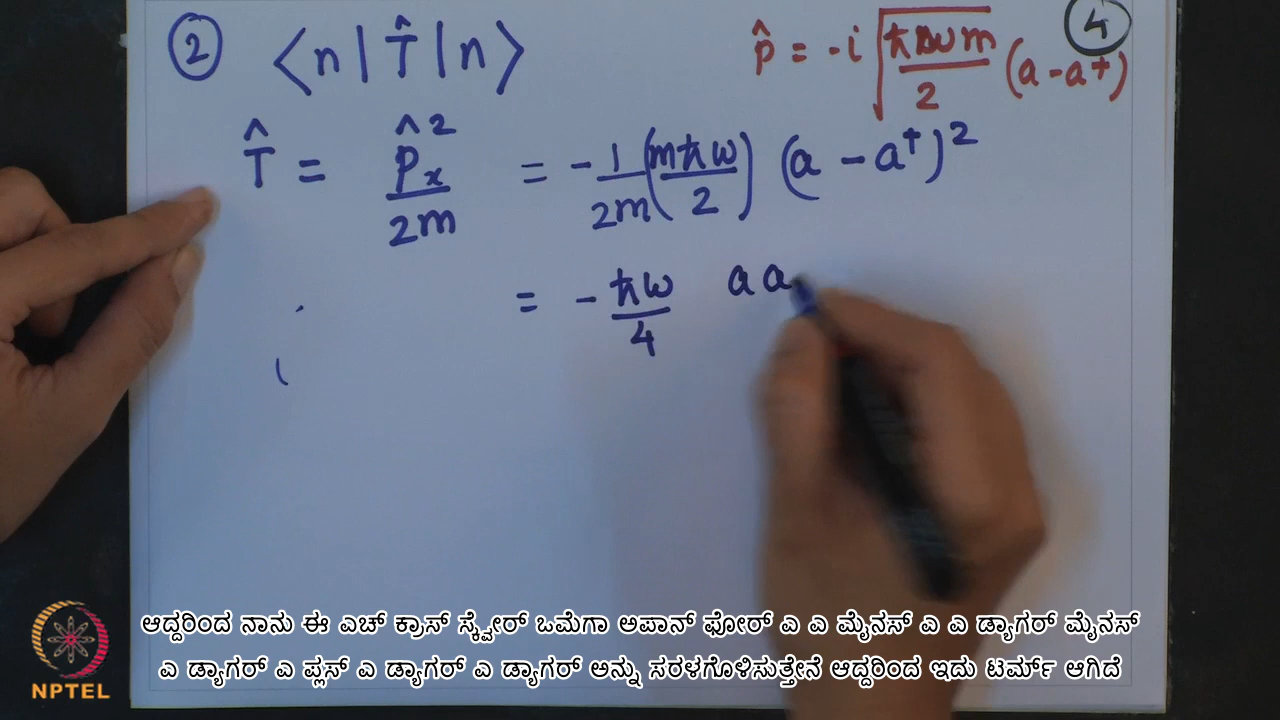 ② ⟨n|T̂|n⟩
p̂ = -i √(ħωm/2) (a - a†)
④
T̂ = p̂ₓ²/2m = -1/2m (mħω/2) (a - a†)²
= - ħω/4 a a
ಆದ್ದರಿಂದ ನಾನು ಈ ಎಚ್ ಕ್ರಾಸ್ ಸ್ಕ್ವೇರ್ ಒಮೆಗಾ ಅಪಾನ್ ಫೋರ್ ಎ ಎ ಮೈನಸ್ ಎ ಎ ಡ್ಯಾಗರ್ ಮೈನಸ್
ಎ ಡ್ಯಾಗರ್ ಎ ಪ್ಲಸ್ ಎ ಡ್ಯಾಗರ್ ಎ ಡ್ಯಾಗರ್ ಅನ್ನು ಸರಳಗೊಳಿಸುತ್ತೇನೆ ಆದ್ದರಿಂದ ಇದು ಟರ್ಮ್ ಆಗಿದೆ
NPTEL